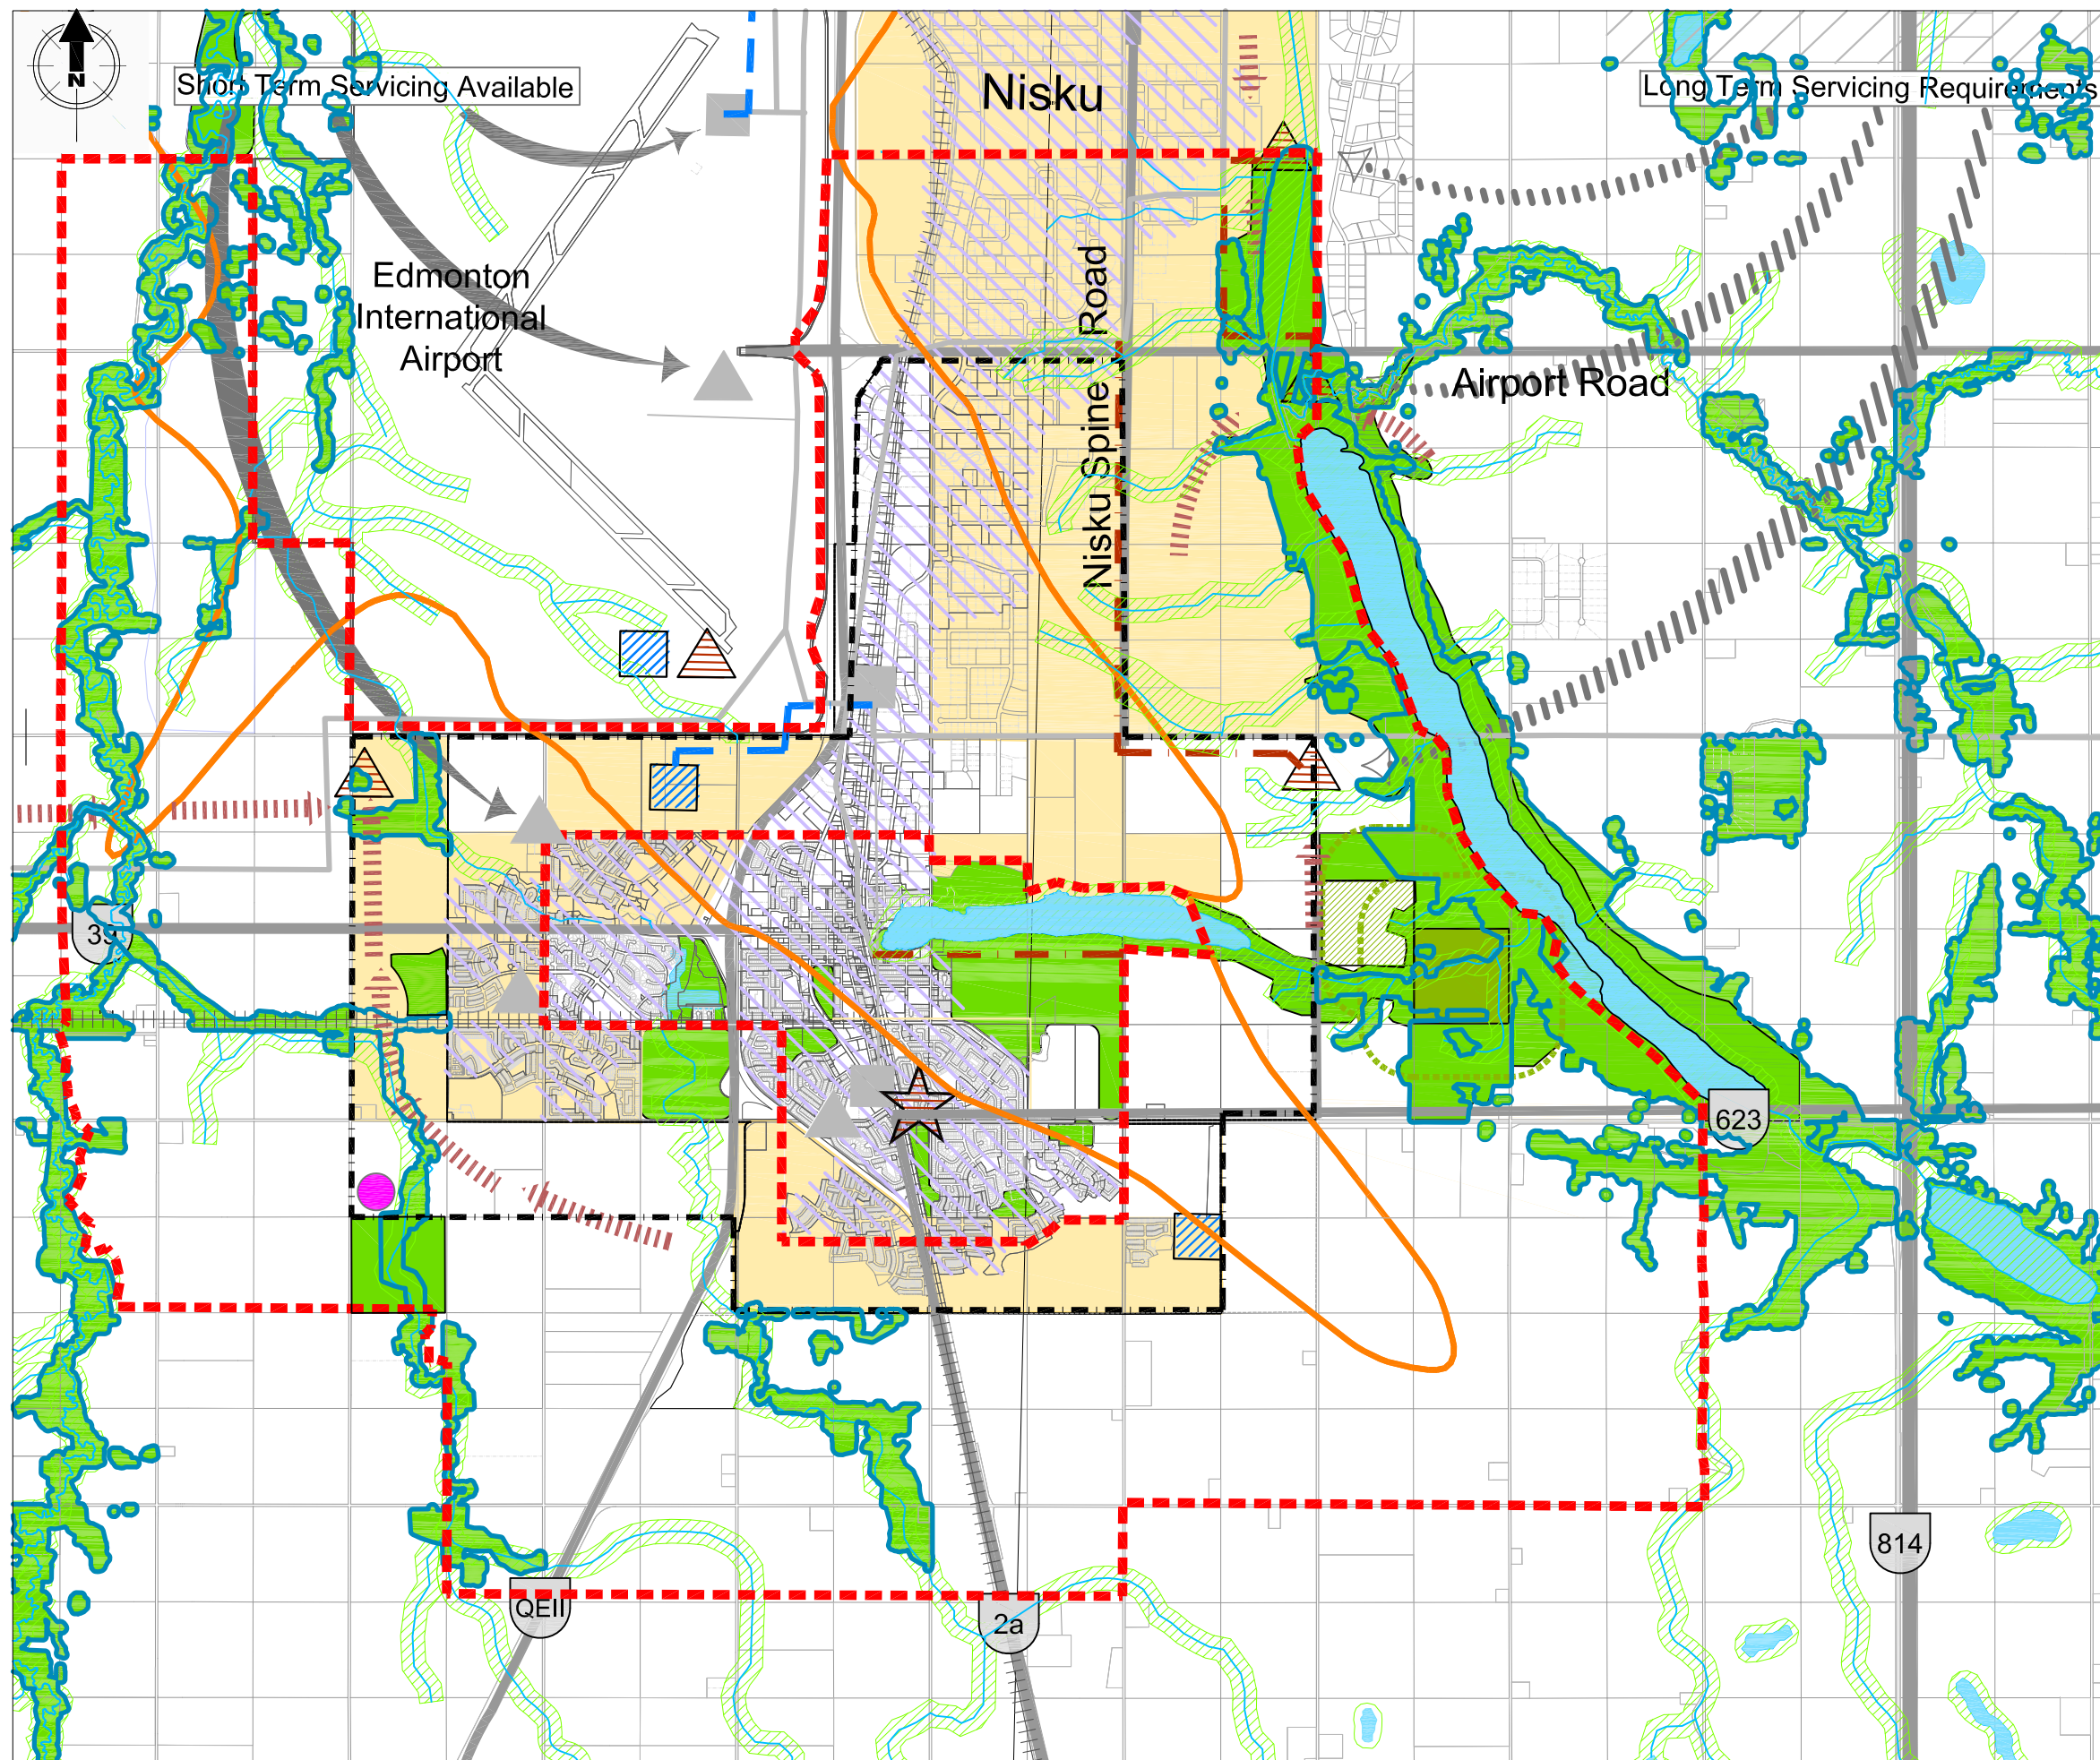 N
Short Term Servicing Available
Nisku
Long Term Servicing Requirements
Edmonton
International
Airport
Nisku Spine Road
Airport Road
39
623
814
QEII
2a